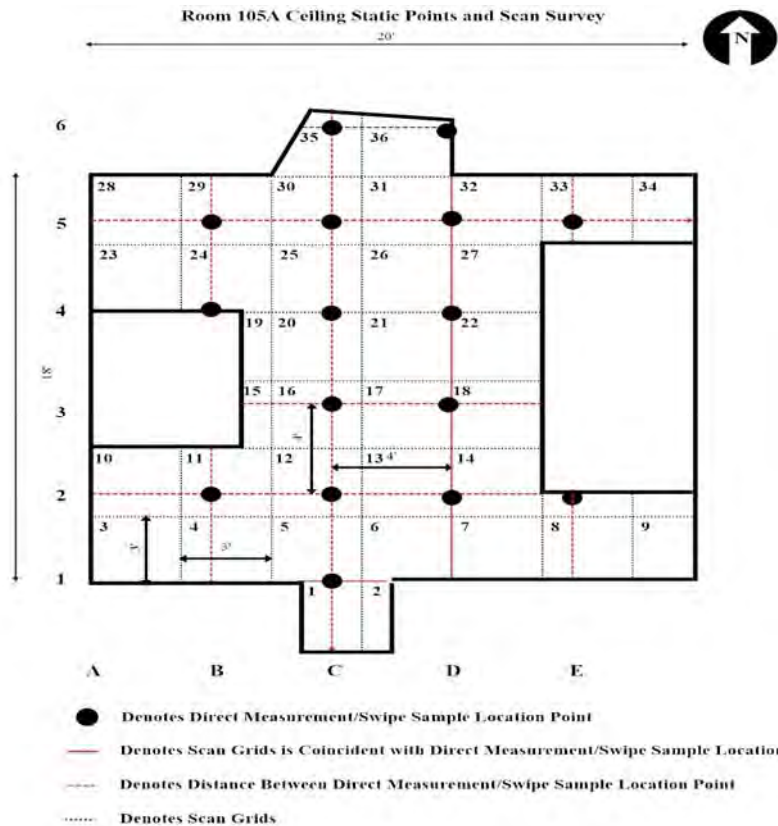 Room 105A Ceiling Static Points and Scan Survey
20'
N
6
35 36
28 29 30 31 32 33 34
5
23 24 25 26 27
4
19 20 21 22
18'
15 16 17 18
3
4'
10 11 12 13 4' 14
2
3 4 5 6 7 8 9
3'
3'
1
1 2
A B C D E
Denotes Direct Measurement/Swipe Sample Location Point
Denotes Scan Grids is Coincident with Direct Measurement/Swipe Sample Location
Denotes Distance Between Direct Measurement/Swipe Sample Location Point
Denotes Scan Grids